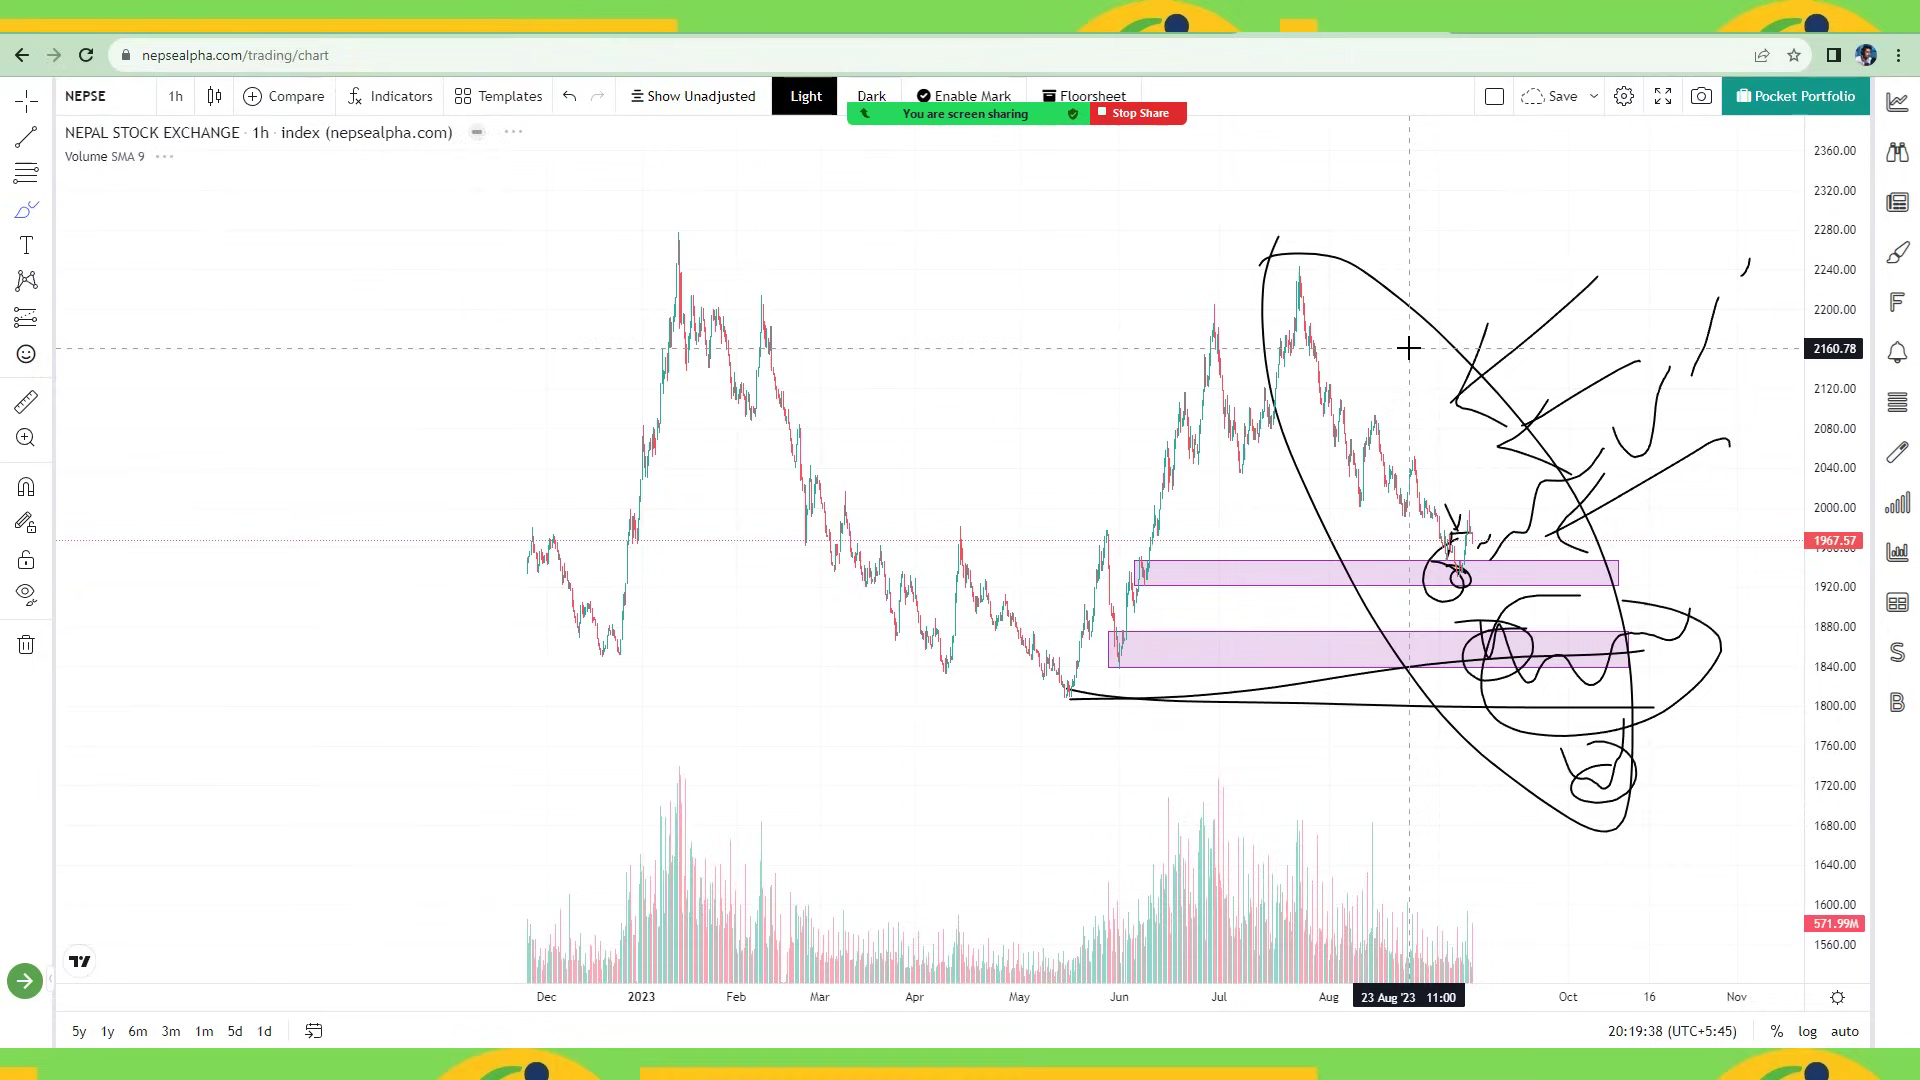 nepsealpha.com/trading/chart
NEPSE 1h Compare Indicators Templates Show Unadjusted Light Dark Enable Mark Floorsheet Save Pocket Portfolio
You are screen sharing Stop Share
NEPAL STOCK EXCHANGE · 1h · index (nepsealpha.com)
Volume SMA 9
2360.00
2320.00
2280.00
2240.00
2200.00
2160.78
2120.00
2080.00
2040.00
2000.00
1967.57
1960.00
1920.00
1880.00
1840.00
1800.00
1760.00
1720.00
1680.00
1640.00
1600.00
571.99M
1560.00
T
F
S
B
Dec 2023 Feb Mar Apr May Jun Jul Aug 23 Aug '23 11:00 Oct 16 Nov
5y 1y 6m 3m 1m 5d 1d 20:19:38 (UTC+5:45) % log auto